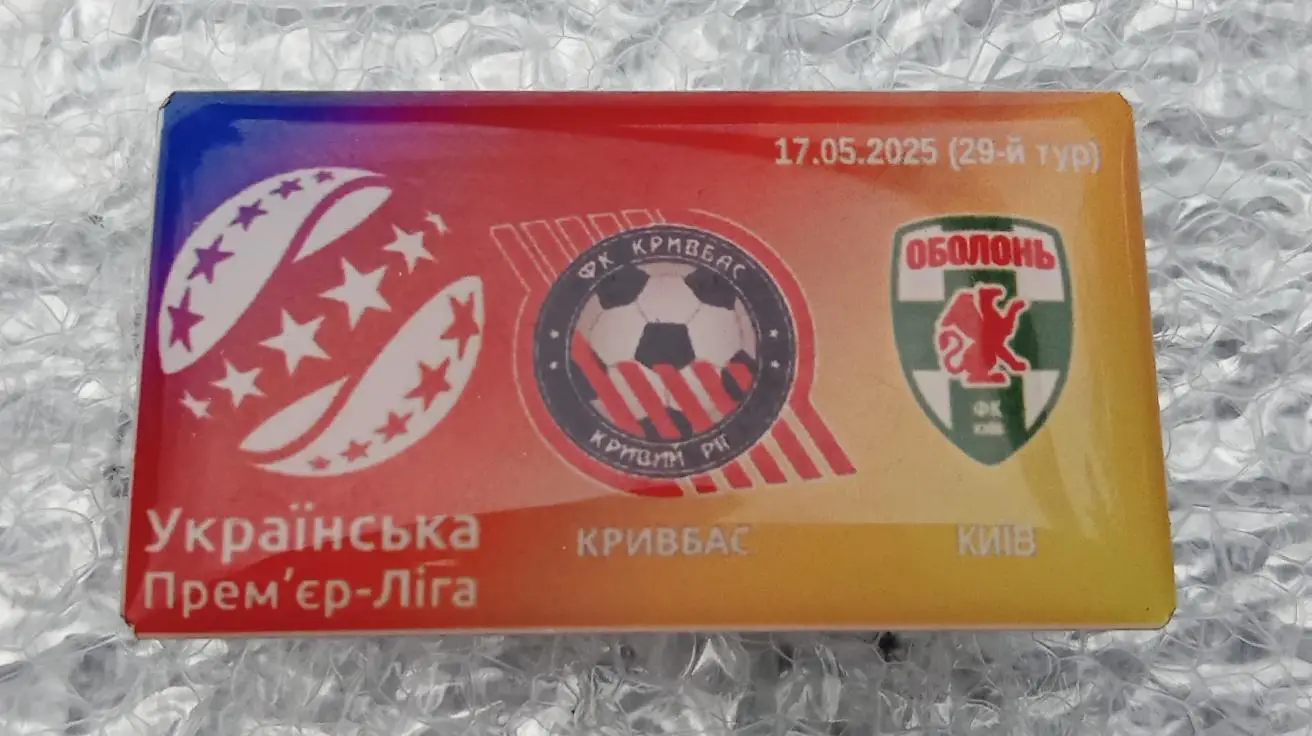 17.05.2025 (29-й тур)
ФК КРИВБАС
КРИВИЙ РІГ
ОБОЛОНЬ
ФК
КИЇВ
Українська
Прем’єр-Ліга
КРИВБАС
КИЇВ